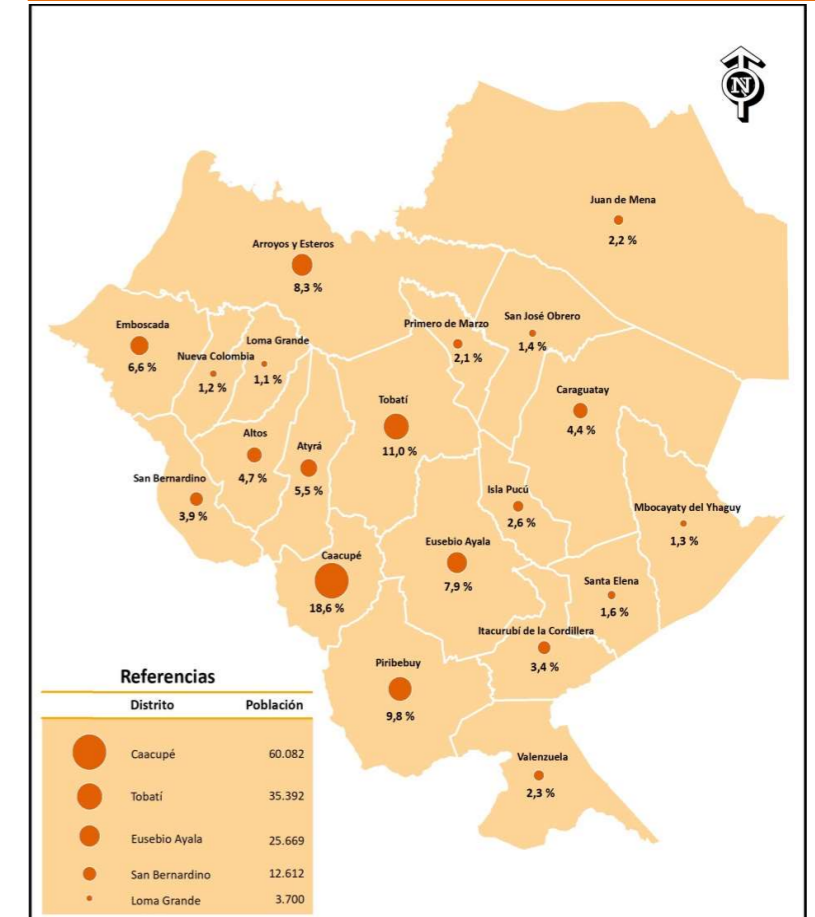 N
Juan de Mena
2,2 %
Arroyos y Esteros
8,3 %
San José Obrero
1,4 %
Primero de Marzo
2,1 %
Emboscada
6,6 %
Loma Grande
1,1 %
Nueva Colombia
1,2 %
Caraguatay
4,4 %
Tobatí
11,0 %
Altos
4,7 %
Atyrá
5,5 %
San Bernardino
3,9 %
Isla Pucú
2,6 %
Mbocayaty del Yhaguy
1,3 %
Eusebio Ayala
7,9 %
Caacupé
18,6 %
Santa Elena
1,6 %
Itacurubí de la Cordillera
3,4 %
Piribebuy
9,8 %
Valenzuela
2,3 %
Referencias
Distrito Población
Caacupé 60.082
Tobatí 35.392
Eusebio Ayala 25.669
San Bernardino 12.612
Loma Grande 3.700